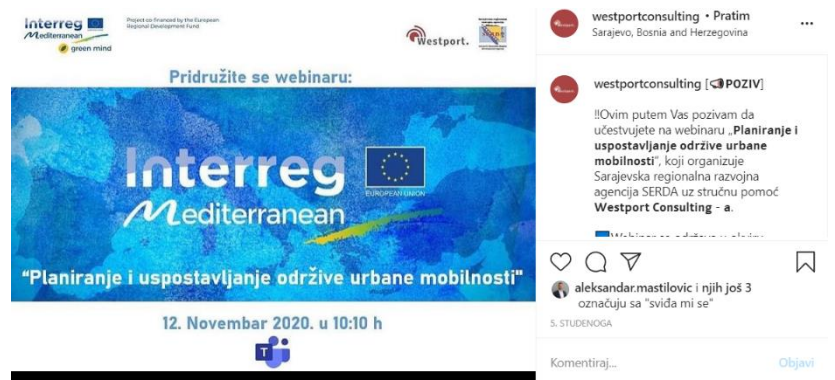 Interreg
Mediterranean
green mind
Project co-financed by the European
Regional Development Fund
Westport.
Pridružite se webinaru:
Interreg
EUROPEAN UNION
Mediterranean
“Planiranje i uspostavljanje održive urbane mobilnosti"
12. Novembar 2020. u 10:10 h
westportconsulting • Pratim
Sarajevo, Bosnia and Herzegovina
westportconsulting [POZIV]
!!Ovim putem Vas pozivam da
učestvujete na webinaru „Planiranje i
uspostavljanje održive urbane
mobilnosti“, koji organizuje
Sarajevska regionalna razvojna
agencija SERDA uz stručnu pomoć
Westport Consulting - a.
aleksandar.mastilovic i njih još 3
označuju sa "sviđa mi se"
5. STUDENOGA
Komentiraj...
Objavi